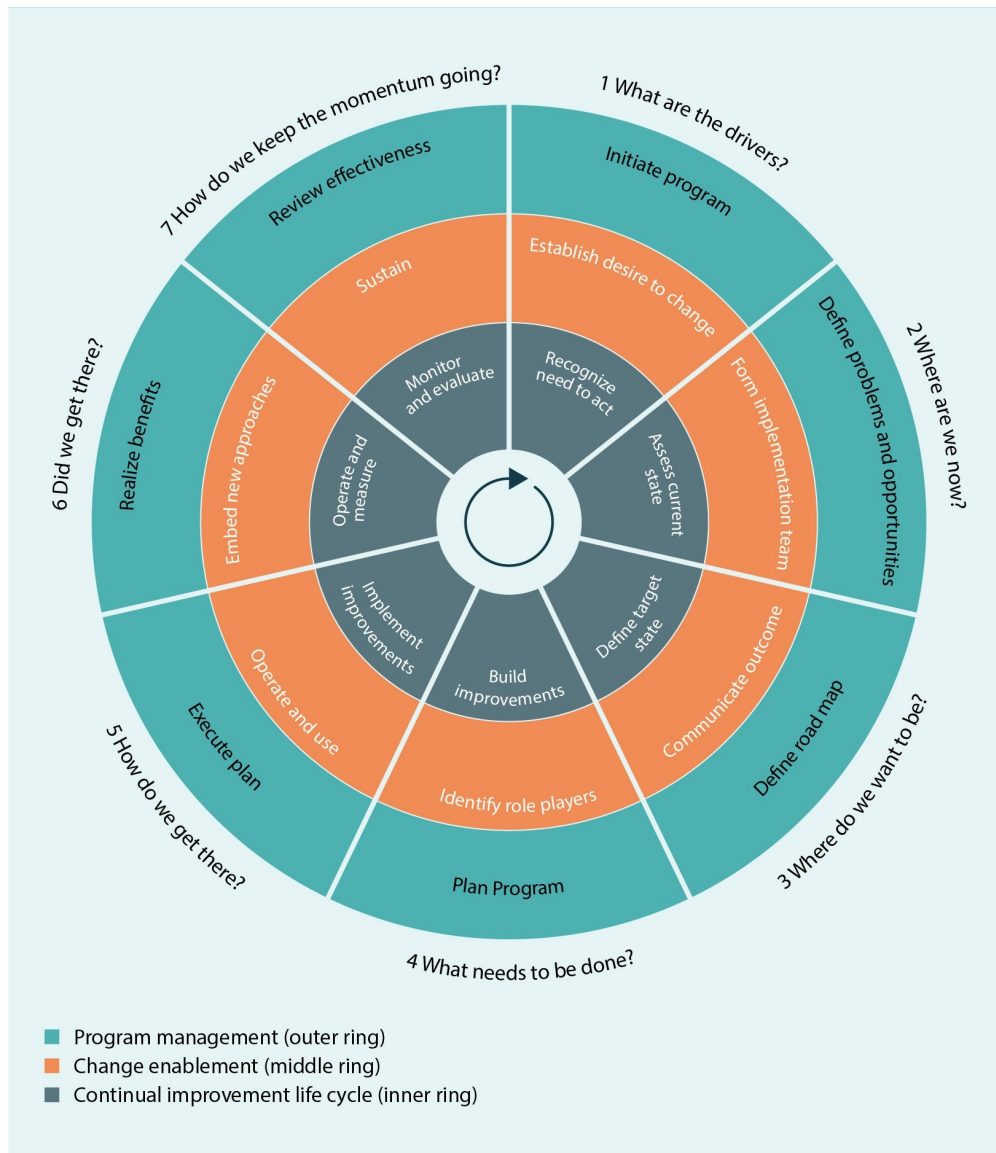 1 What are the drivers?
Initiate program
Establish desire to change
Recognize
need to act
2 Where are we now?
Define problems and opportunities
Form implementation team
Assess current
state
3 Where do we want to be?
Define road map
Communicate outcome
Define target
state
4 What needs to be done?
Plan Program
Identify role players
Build
improvements
5 How do we get there?
Execute plan
Operate and use
Implement
improvements
6 Did we get there?
Realize benefits
Embed new approaches
Operate and
measure
7 How do we keep the momentum going?
Review effectiveness
Sustain
Monitor
and evaluate
Program management (outer ring)
Change enablement (middle ring)
Continual improvement life cycle (inner ring)